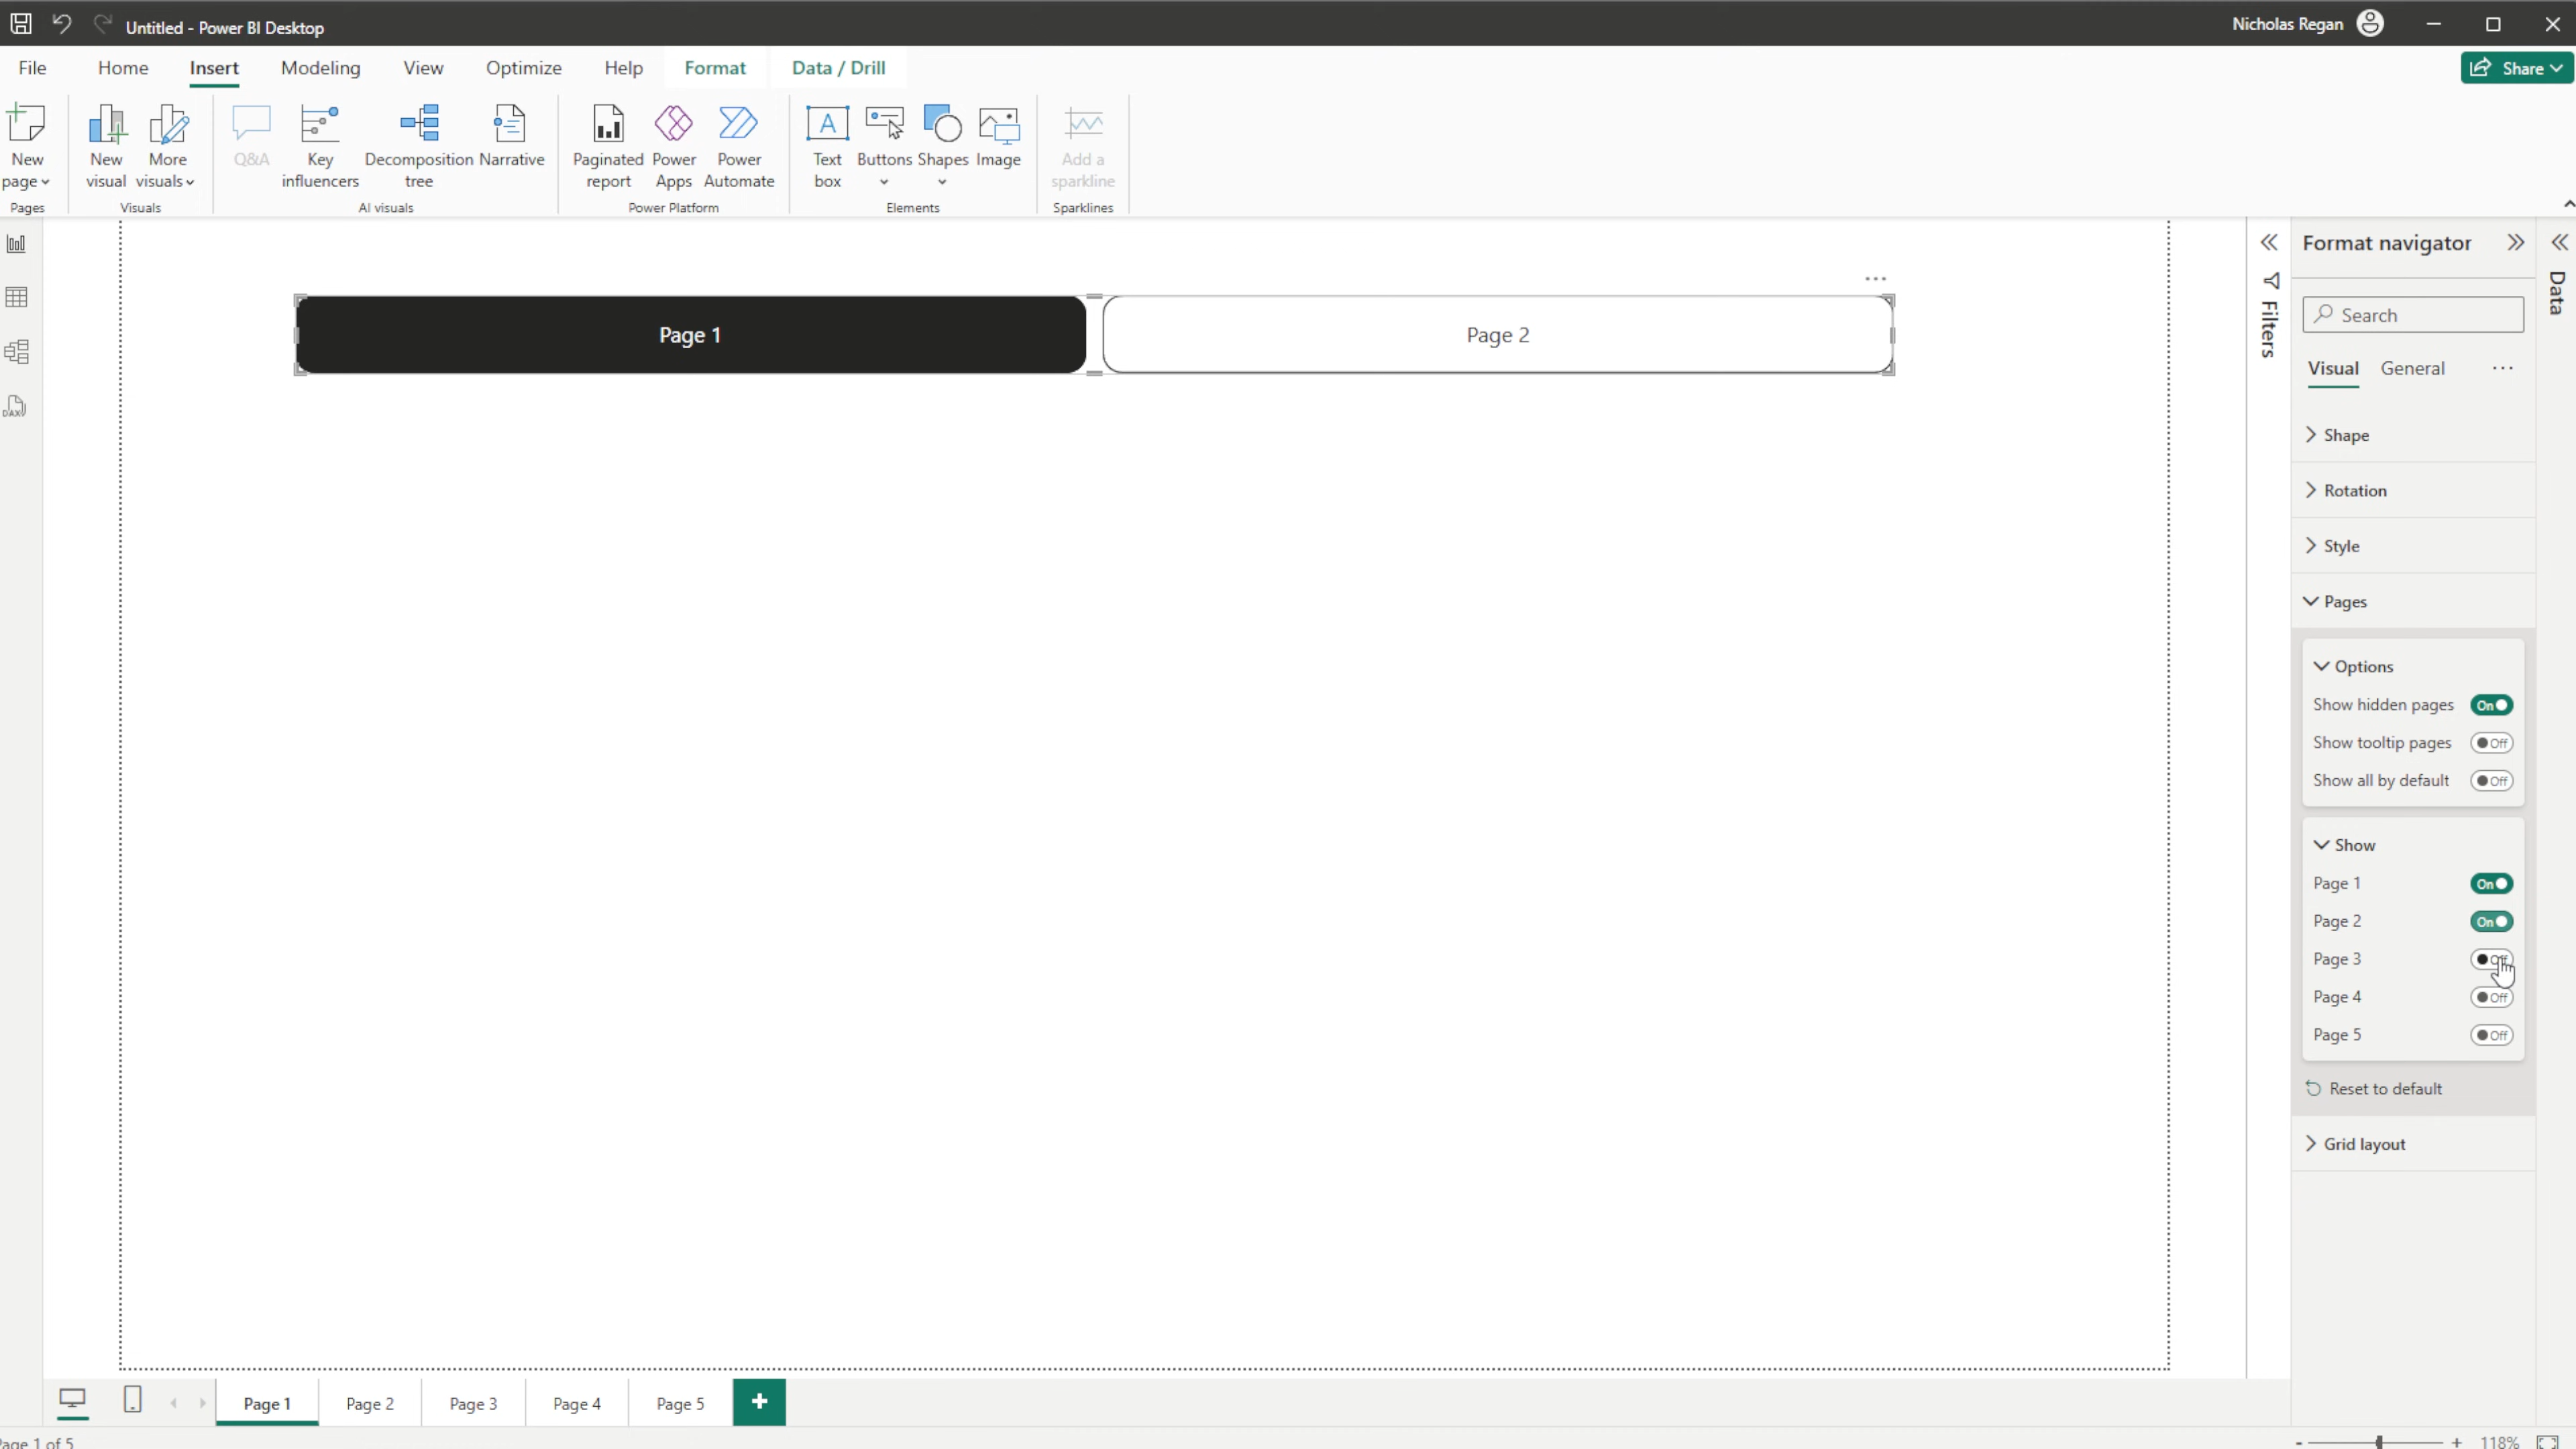 Untitled - Power BI Desktop
Nicholas Regan
File Home Insert Modeling View Optimize Help Format Data / Drill
Share
New page
New visual
More visuals
Q&A
Key influencers
Decomposition tree
Narrative
Paginated report
Power Apps
Power Automate
A
Text box
Buttons
Shapes
Image
Add a sparkline
Pages
Visuals
AI visuals
Power Platform
Elements
Sparklines
DAX
Page 1
Page 2
Filters
Format navigator
Data
Search
Visual General
Shape
Rotation
Style
Pages
Options
Show hidden pages On
Show tooltip pages Off
Show all by default Off
Show
Page 1 On
Page 2 On
Page 3
Page 4 Off
Page 5 Off
Reset to default
Grid layout
Page 1 Page 2 Page 3 Page 4 Page 5
Page 1 of 5
118%